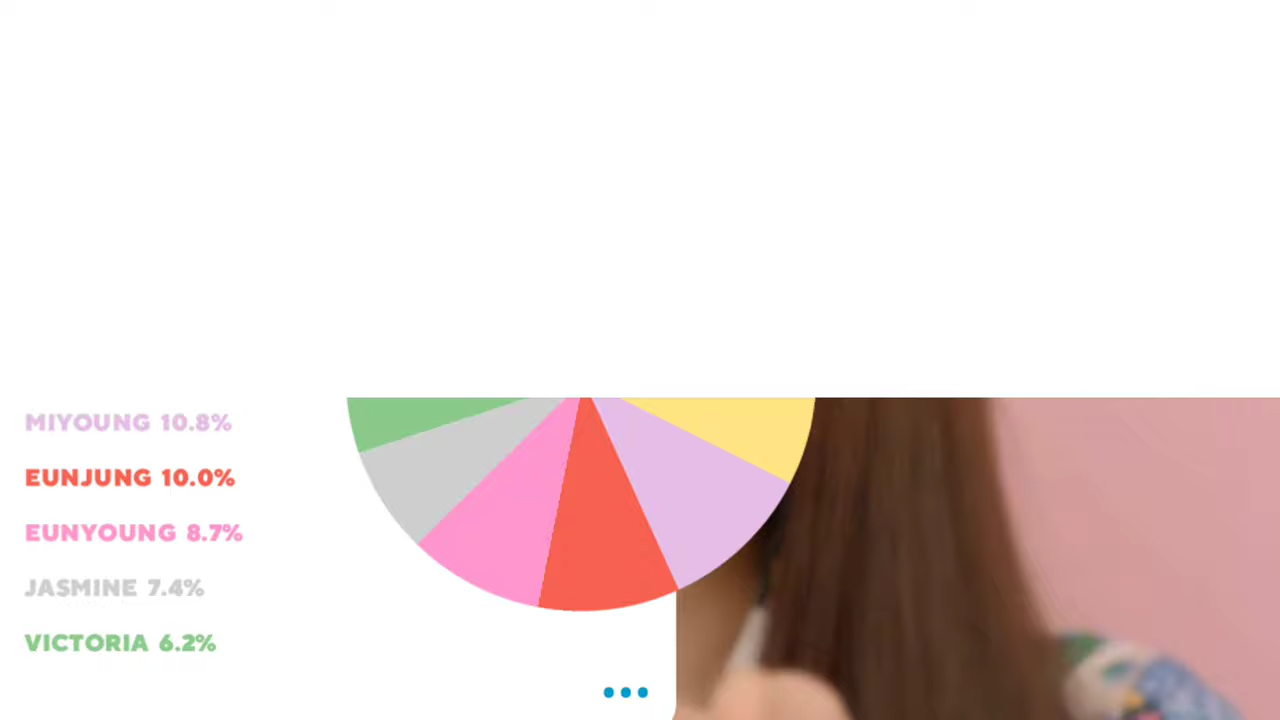 MIYOUNG 10.8%
EUNJUNG 10.0%
EUNYOUNG 8.7%
JASMINE 7.4%
VICTORIA 6.2%